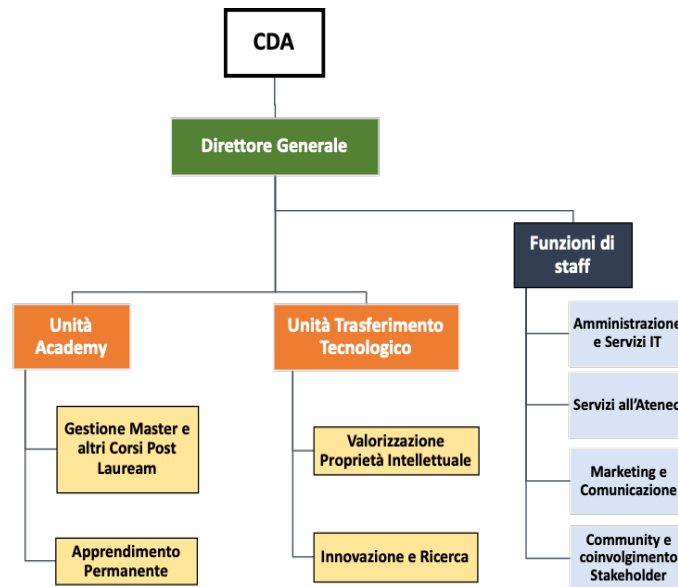 CDA
Direttore Generale
Funzioni di
staff
Unità
Academy
Unità Trasferimento
Tecnologico
Amministrazione
e Servizi IT
Gestione Master e
altri Corsi Post
Lauream
Valorizzazione
Proprietà Intellettuale
Servizi all'Ateneo
Marketing e
Comunicazione
Apprendimento
Permanente
Innovazione e Ricerca
Community e
coinvolgimento
Stakeholder